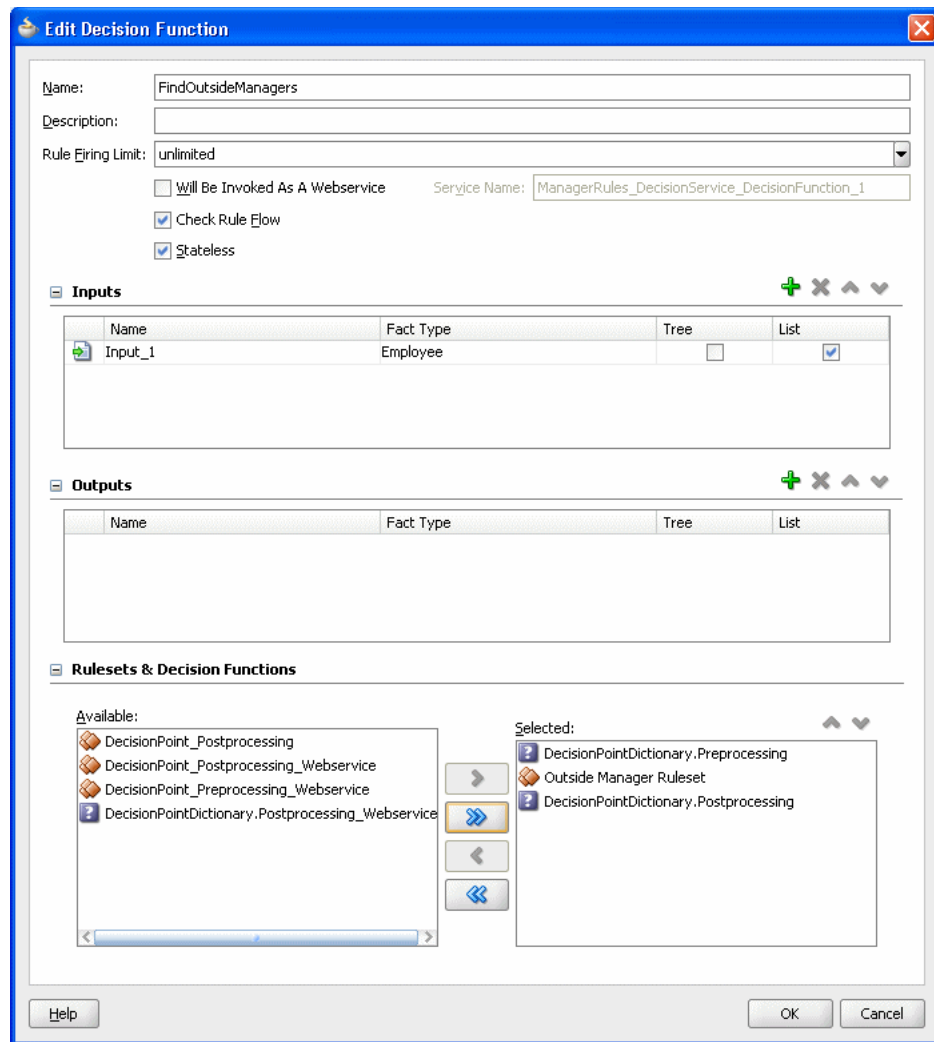 Edit Decision Function
Name: FindOutsideManagers
Description:
Rule Firing Limit: unlimited
Will Be Invoked As A Webservice Service Name: ManagerRules_DecisionService_DecisionFunction_1
Check Rule Flow
Stateless
Inputs
Name Fact Type Tree List
Input_1 Employee
Outputs
Name Fact Type Tree List
Rulesets & Decision Functions
Available:
DecisionPoint_Postprocessing
DecisionPoint_Postprocessing_Webservice
DecisionPoint_Preprocessing_Webservice
DecisionPointDictionary.Postprocessing_Webservice
Selected:
DecisionPointDictionary.Preprocessing
Outside Manager Ruleset
DecisionPointDictionary.Postprocessing
Help OK Cancel